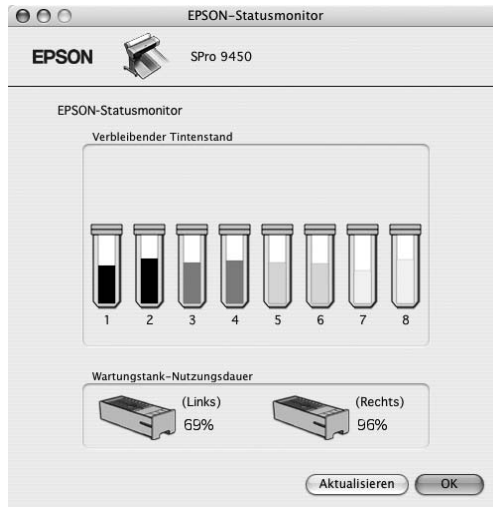 EPSON-Statusmonitor
EPSON SPro 9450
EPSON-Statusmonitor
Verbleibender Tintenstand
1 2 3 4 5 6 7 8
Wartungstank-Nutzungsdauer
(Links) (Rechts)
69% 96%
Aktualisieren OK